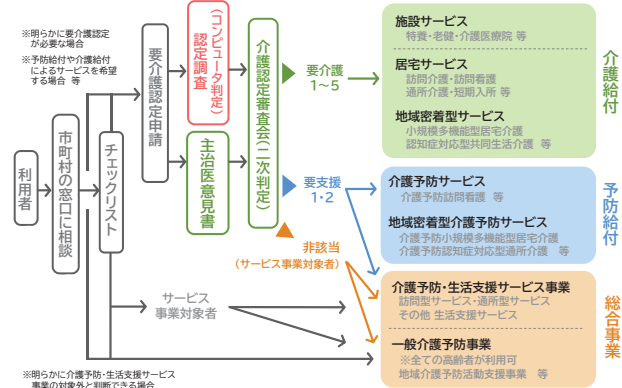 ※明らかに要介護認定
が必要な場合
※予防給付や介護給付
によるサービスを希望
する場合 等
利用者
市町村の窓口に相談
チェックリスト
要介護認定申請
認定調査
(コンピュータ判定)
主治医意見書
介護認定審査会(二次判定)
要介護
1~5
要支援
1・2
非該当
(サービス事業対象者)
サービス
事業対象者
※明らかに介護予防・生活支援サービス
事業の対象外と判断できる場合
施設サービス
特養・老健・介護医療院 等
居宅サービス
訪問介護・訪問看護
通所介護・短期入所 等
地域密着型サービス
小規模多機能型居宅介護
認知症対応型共同生活介護 等
介護給付
介護予防サービス
介護予防訪問看護 等
地域密着型介護予防サービス
介護予防小規模多機能型居宅介護
介護予防認知症対応型通所介護 等
予防給付
介護予防・生活支援サービス事業
訪問型サービス・通所型サービス
その他 生活支援サービス
一般介護予防事業
※全ての高齢者が利用可
地域介護予防活動支援事業 等
総合事業